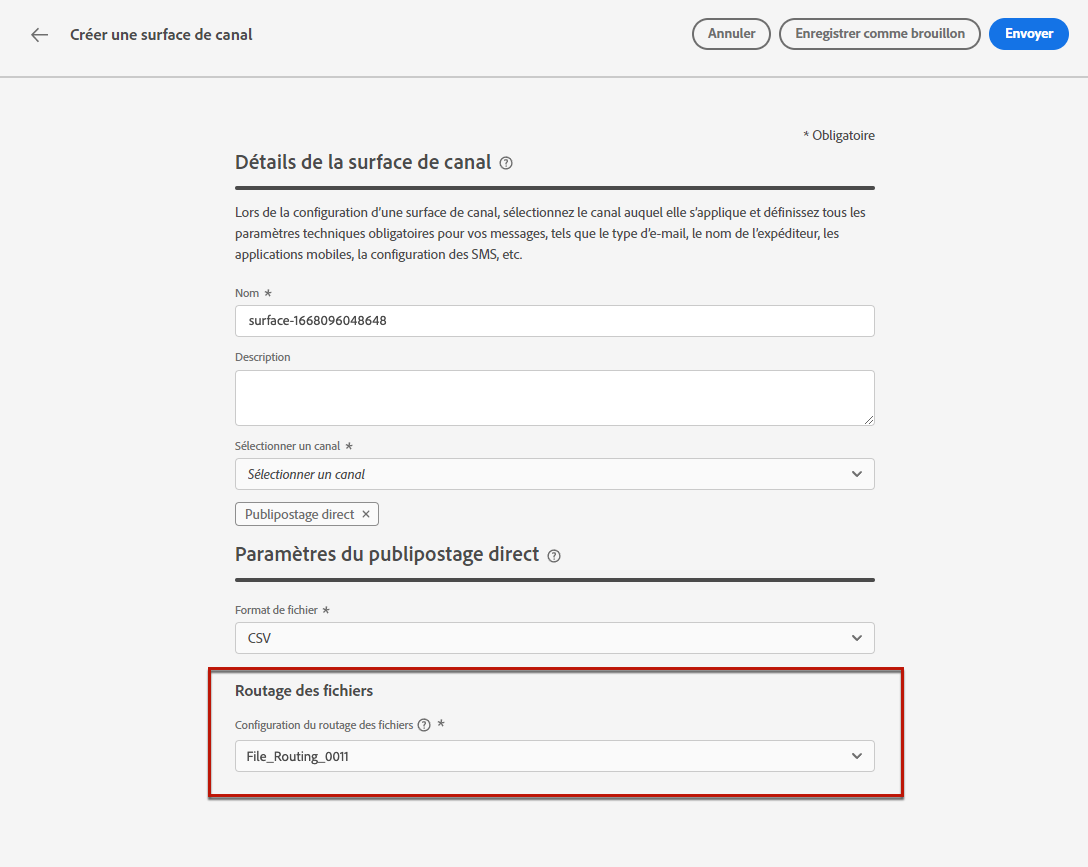 Créer une surface de canal
Annuler
Enregistrer comme brouillon
Envoyer
* Obligatoire
Détails de la surface de canal
Lors de la configuration d’une surface de canal, sélectionnez le canal auquel elle s’applique et définissez tous les
paramètres techniques obligatoires pour vos messages, tels que le type d’e-mail, le nom de l’expéditeur, les
applications mobiles, la configuration des SMS, etc.
Nom *
surface-1668096048648
Description
Sélectionner un canal *
Sélectionner un canal
Publipostage direct ×
Paramètres du publipostage direct
Format de fichier *
CSV
Routage des fichiers
Configuration du routage des fichiers *
File_Routing_0011